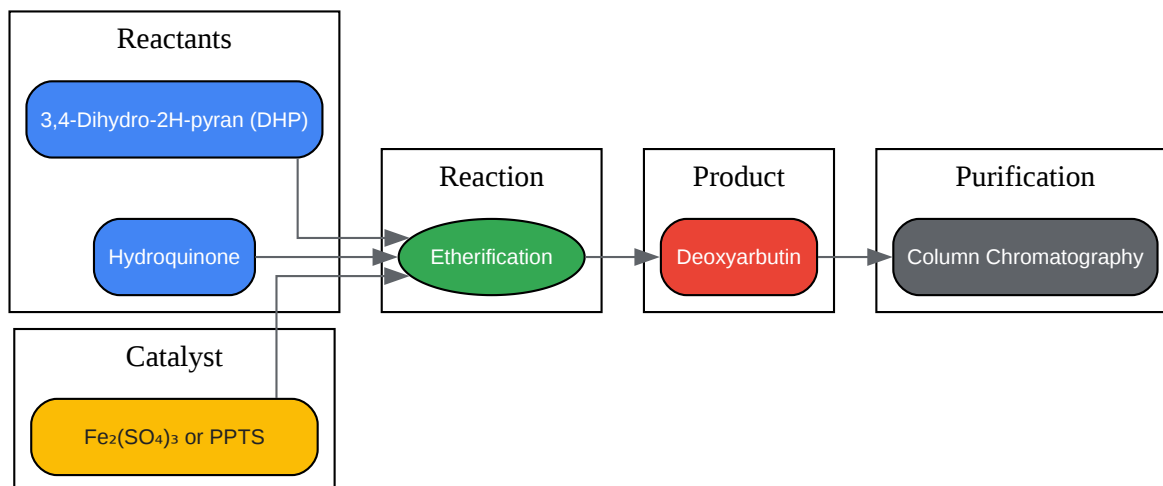 Reactants
3,4-Dihydro-2H-pyran (DHP)
Hydroquinone
Catalyst
Fe₂(SO₄)₃ or PPTS
Reaction
Etherification
Product
Deoxyarbutin
Purification
Column Chromatography